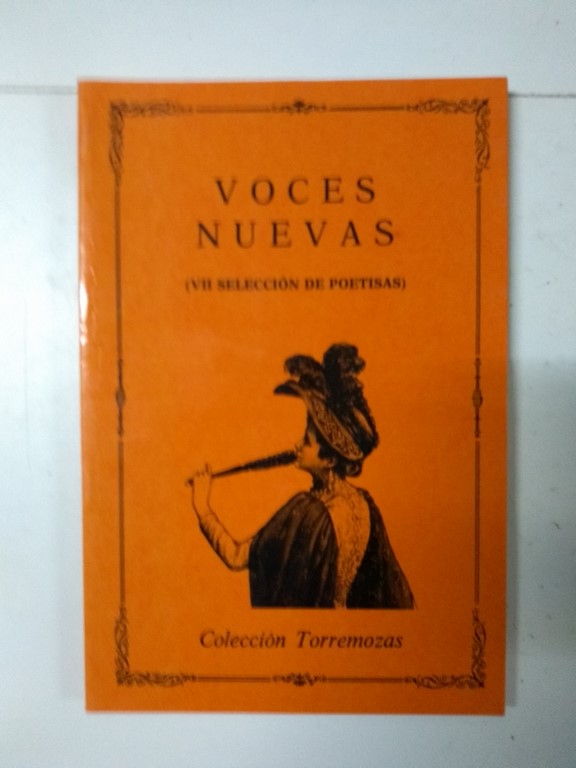 VOCES
NUEVAS
(VII SELECCIÓN DE POETISAS)
Colección Torremozas